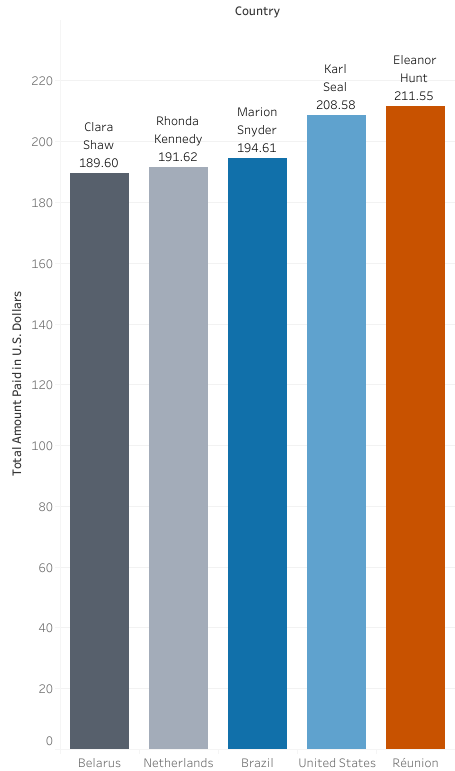 Country
Total Amount Paid in U.S. Dollars
220
200
180
160
140
120
100
80
60
40
20
0
Clara
Shaw
189.60
Rhonda
Kennedy
191.62
Marion
Snyder
194.61
Karl
Seal
208.58
Eleanor
Hunt
211.55
Belarus
Netherlands
Brazil
United States
Réunion